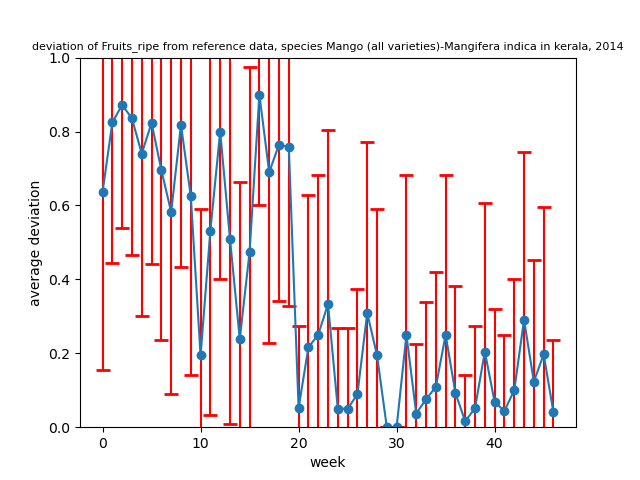 deviation of Fruits_ripe from reference data, species Mango (all varieties)-Mangifera indica in kerala, 2014
1.0
0.8
0.6
0.4
0.2
0.0
average deviation
0 10 20 30 40
week